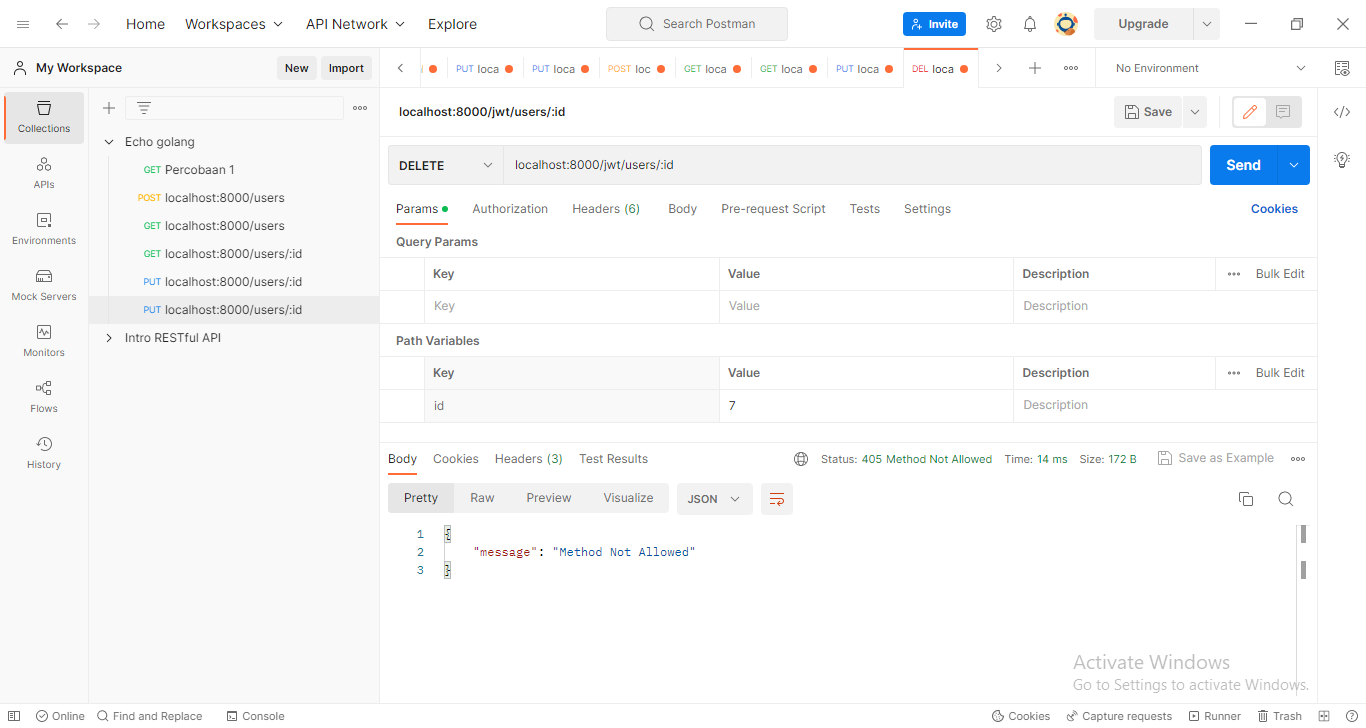 Home Workspaces API Network Explore Search Postman Invite Upgrade
My Workspace New Import PUT loca PUT loca POST loc GET loca GET loca PUT loca DEL loca No Environment
Collections
APIs
Environments
Mock Servers
Monitors
Flows
History
Echo golang
GET Percobaan 1
POST localhost:8000/users
GET localhost:8000/users
GET localhost:8000/users/:id
PUT localhost:8000/users/:id
PUT localhost:8000/users/:id
Intro RESTful API
localhost:8000/jwt/users/:id Save
DELETE localhost:8000/jwt/users/:id Send
Params Authorization Headers (6) Body Pre-request Script Tests Settings Cookies
Query Params
Key Value Description Bulk Edit
Key Value Description
Path Variables
Key Value Description Bulk Edit
id 7 Description
Body Cookies Headers (3) Test Results Status: 405 Method Not Allowed Time: 14 ms Size: 172 B Save as Example
Pretty Raw Preview Visualize JSON
1 {
2 "message": "Method Not Allowed"
3 }
Activate Windows
Go to Settings to activate Windows.
Online Find and Replace Console Cookies Capture requests Runner Trash